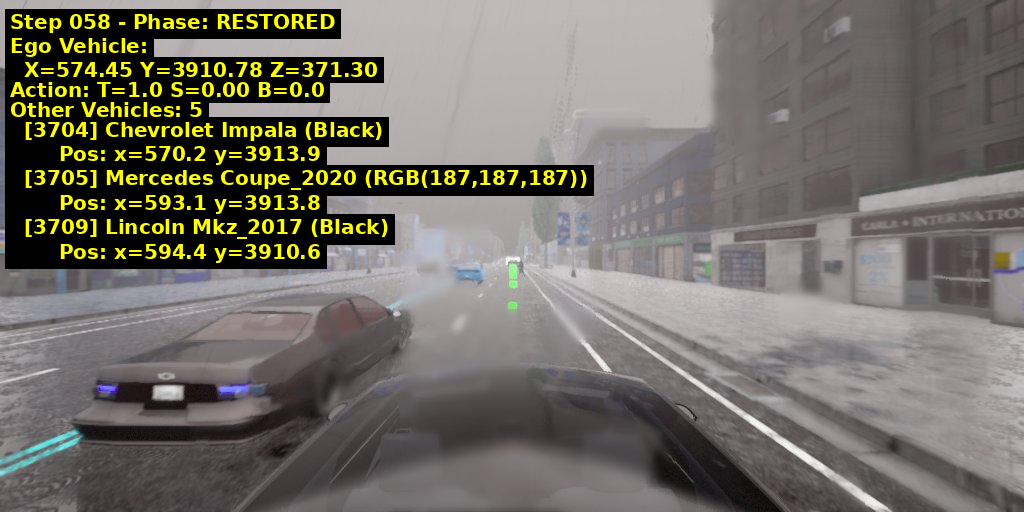 Step 058 - Phase: RESTORED
Ego Vehicle:
X=574.45 Y=3910.78 Z=371.30
Action: T=1.0 S=0.00 B=0.0
Other Vehicles: 5
[3704] Chevrolet Impala (Black)
Pos: x=570.2 y=3913.9
[3705] Mercedes Coupe_2020 (RGB(187,187,187))
Pos: x=593.1 y=3913.8
[3709] Lincoln Mkz_2017 (Black)
Pos: x=594.4 y=3910.6
CARLA INTERNATIO